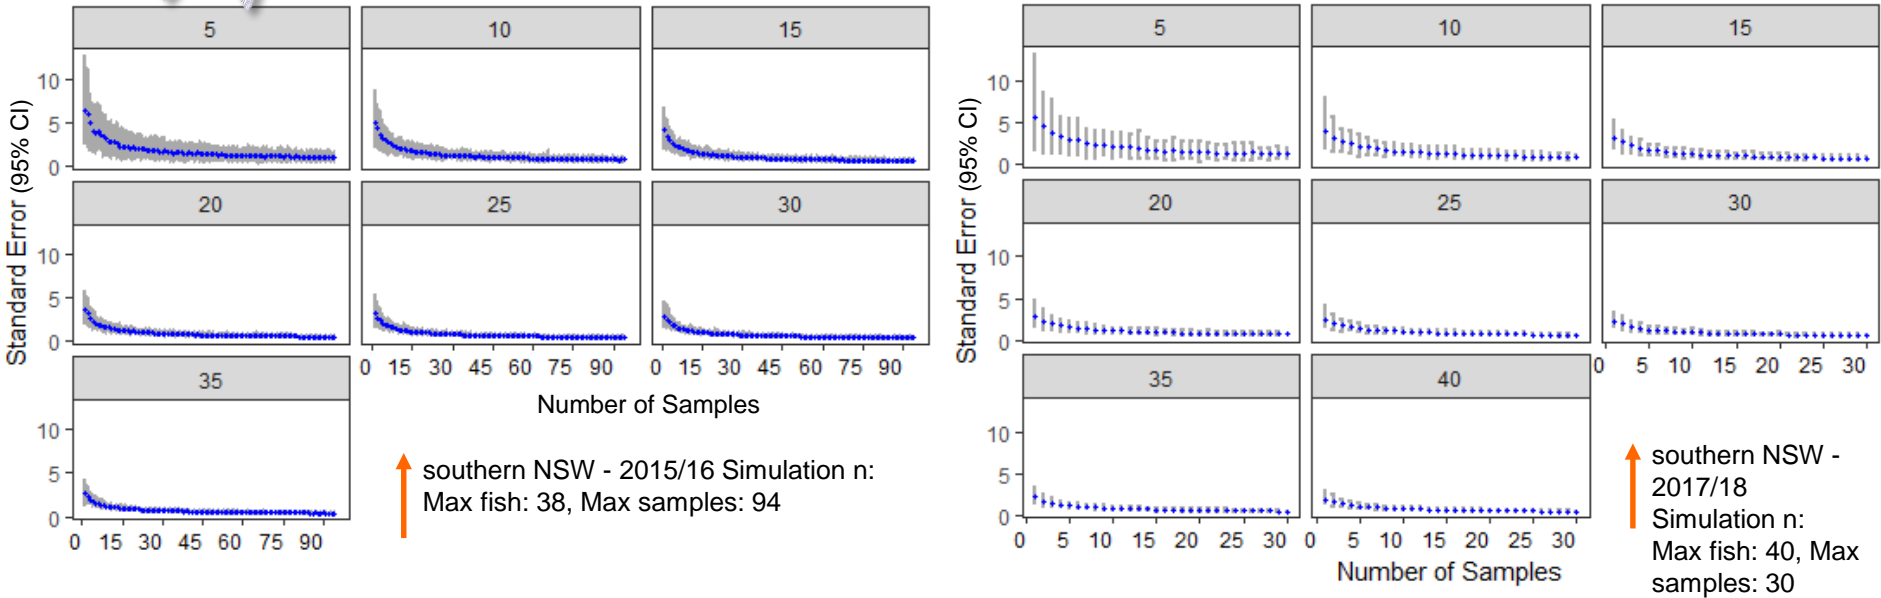 5
10
15
10
5
0
20
25
30
10
5
0
0 15 30 45 60 75 90
0 15 30 45 60 75 90
35
10
5
0
0 15 30 45 60 75 90
Standard Error (95% CI)
Number of Samples
southern NSW - 2015/16 Simulation n:
Max fish: 38, Max samples: 94
5
10
15
10
5
0
20
25
30
10
5
0
0 5 10 15 20 25 30
35
40
10
5
0
0 5 10 15 20 25 30
0 5 10 15 20 25 30
Standard Error (95% CI)
Number of Samples
southern NSW -
2017/18
Simulation n:
Max fish: 40, Max
samples: 30